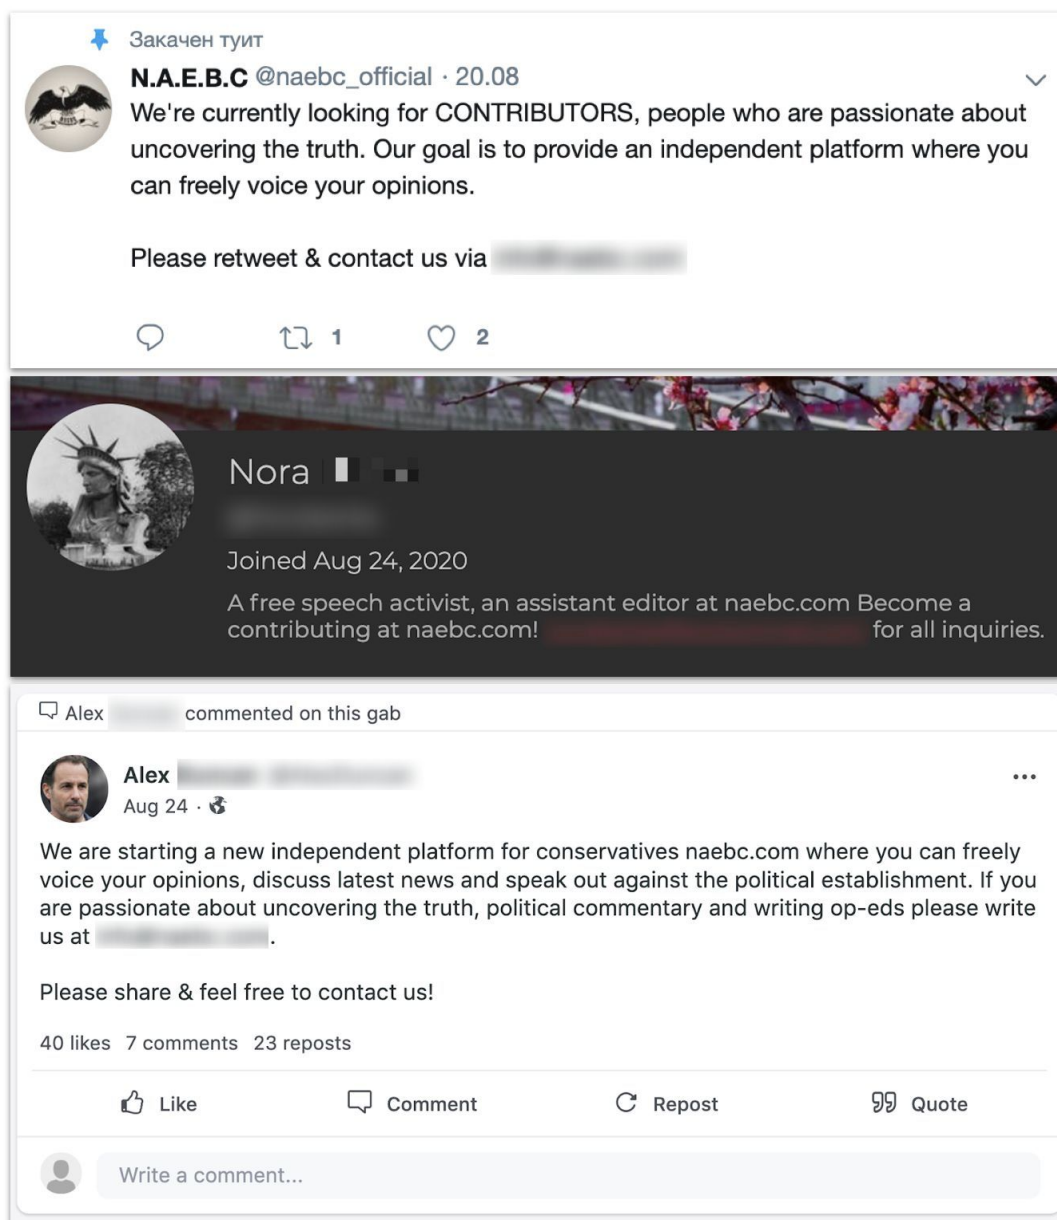 Закачен туит
N.A.E.B.C @naebc_official · 20.08
We're currently looking for CONTRIBUTORS, people who are passionate about
uncovering the truth. Our goal is to provide an independent platform where you
can freely voice your opinions.
Please retweet & contact us via
1 2
Nora
Joined Aug 24, 2020
A free speech activist, an assistant editor at naebc.com Become a
contributing at naebc.com! for all inquiries.
Alex commented on this gab
Alex
Aug 24 ·
We are starting a new independent platform for conservatives naebc.com where you can freely
voice your opinions, discuss latest news and speak out against the political establishment. If you
are passionate about uncovering the truth, political commentary and writing op-eds please write
us at .
Please share & feel free to contact us!
40 likes 7 comments 23 reposts
Like Comment Repost Quote
Write a comment...